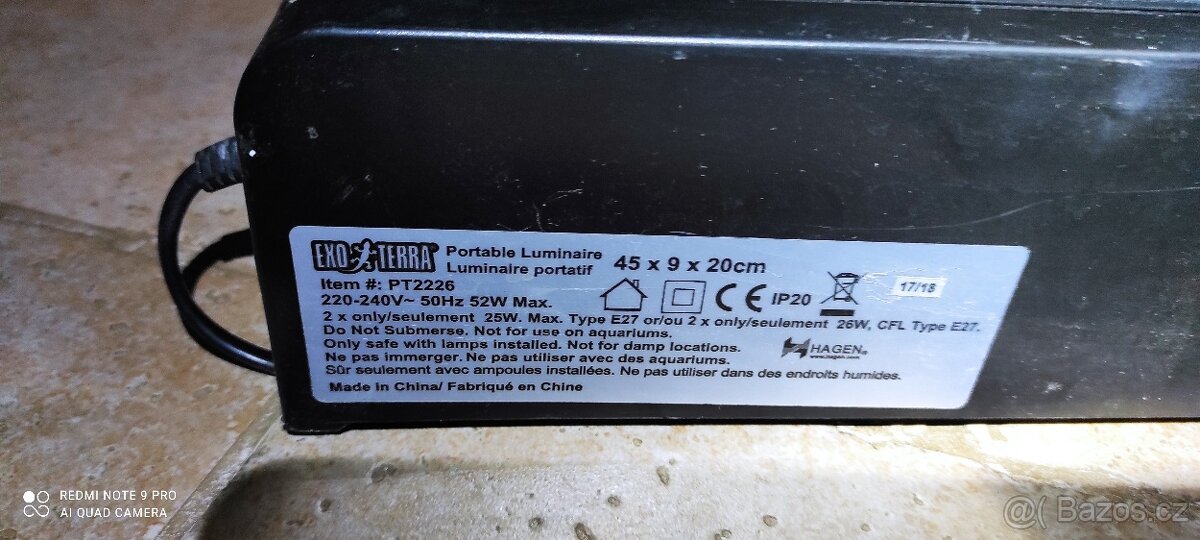 EXO TERRA® Portable Luminaire
Luminaire portatif 45 x 9 x 20cm
Item #: PT2226
220-240V~ 50Hz 52W Max.
CE IP20
17/18
2 x only/seulement 25W. Max. Type E27 or/ou 2 x only/seulement 26W, CFL Type E27.
Do Not Submerse. Not for use on aquariums.
Only safe with lamps installed. Not for damp locations.
HAGEN®
www.hagen.com
Ne pas immerger. Ne pas utiliser avec des aquariums.
Sûr seulement avec ampoules installées. Ne pas utiliser dans des endroits humides.
Made in China/ Fabriqué en Chine
REDMI NOTE 9 PRO
AI QUAD CAMERA
@( Bazos.cz